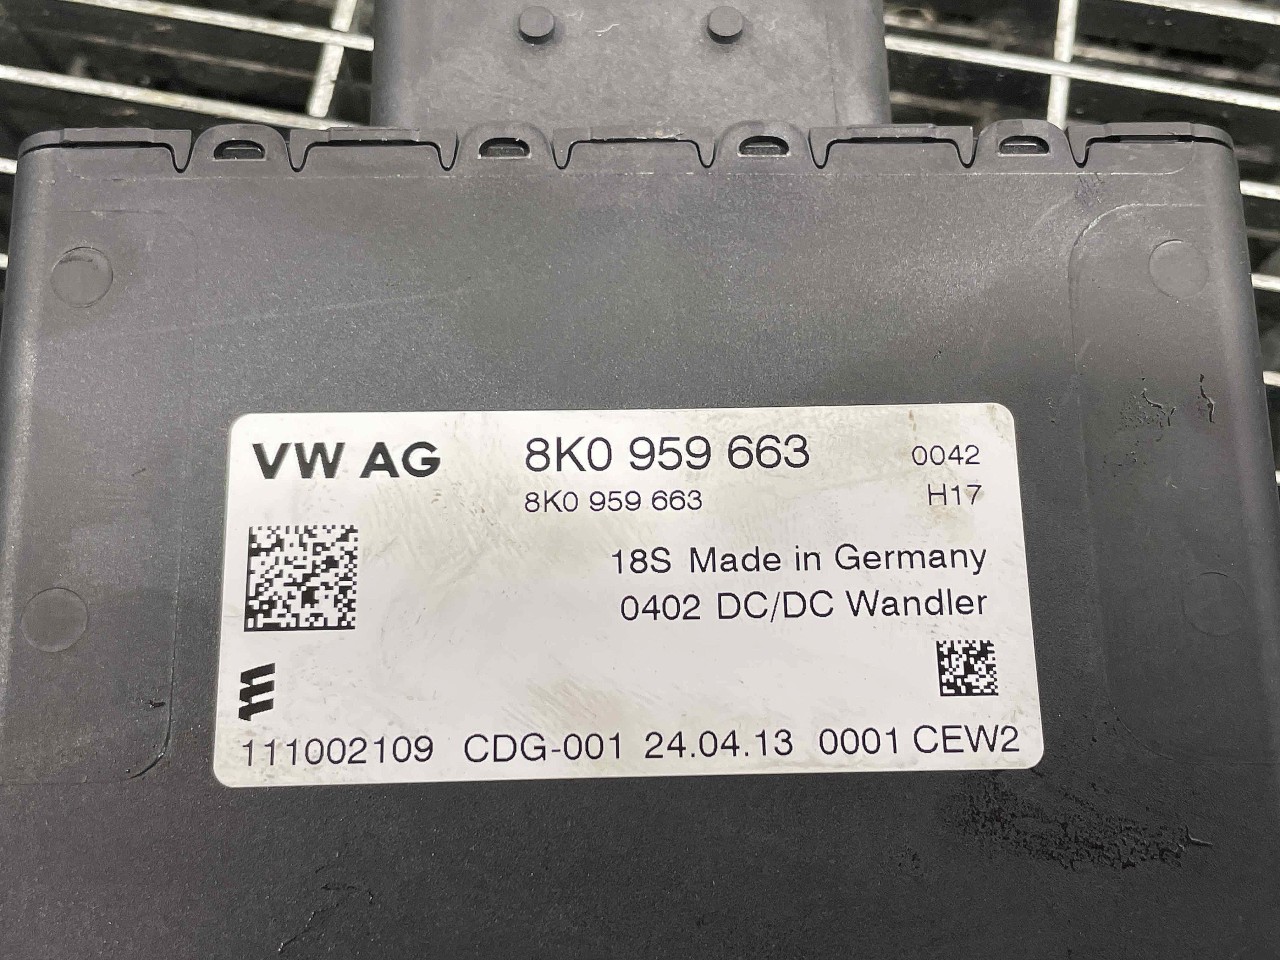 VW AG 8K0 959 663 0042
8K0 959 663 H17
18S Made in Germany
0402 DC/DC Wandler
111002109 CDG-001 24.04.13 0001 CEW2